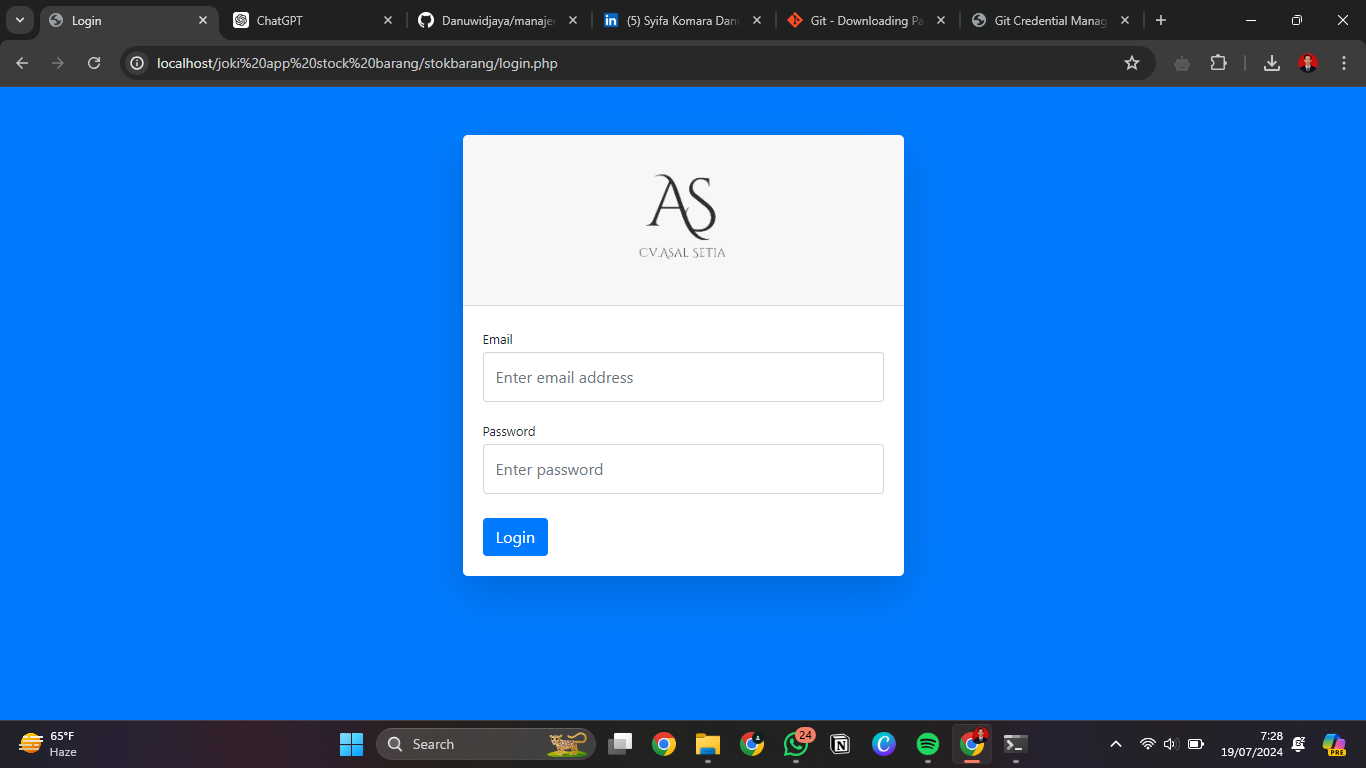 Login
ChatGPT
Danuwidjaya/manajer
(5) Syifa Komara Danu
Git - Downloading Pa
Git Credential Manag
localhost/joki%20app%20stock%20barang/stokbarang/login.php
AS
CV.Asal Setia
Email
Enter email address
Password
Enter password
Login
65°F
Haze
Search
24
7:28
19/07/2024
PRE